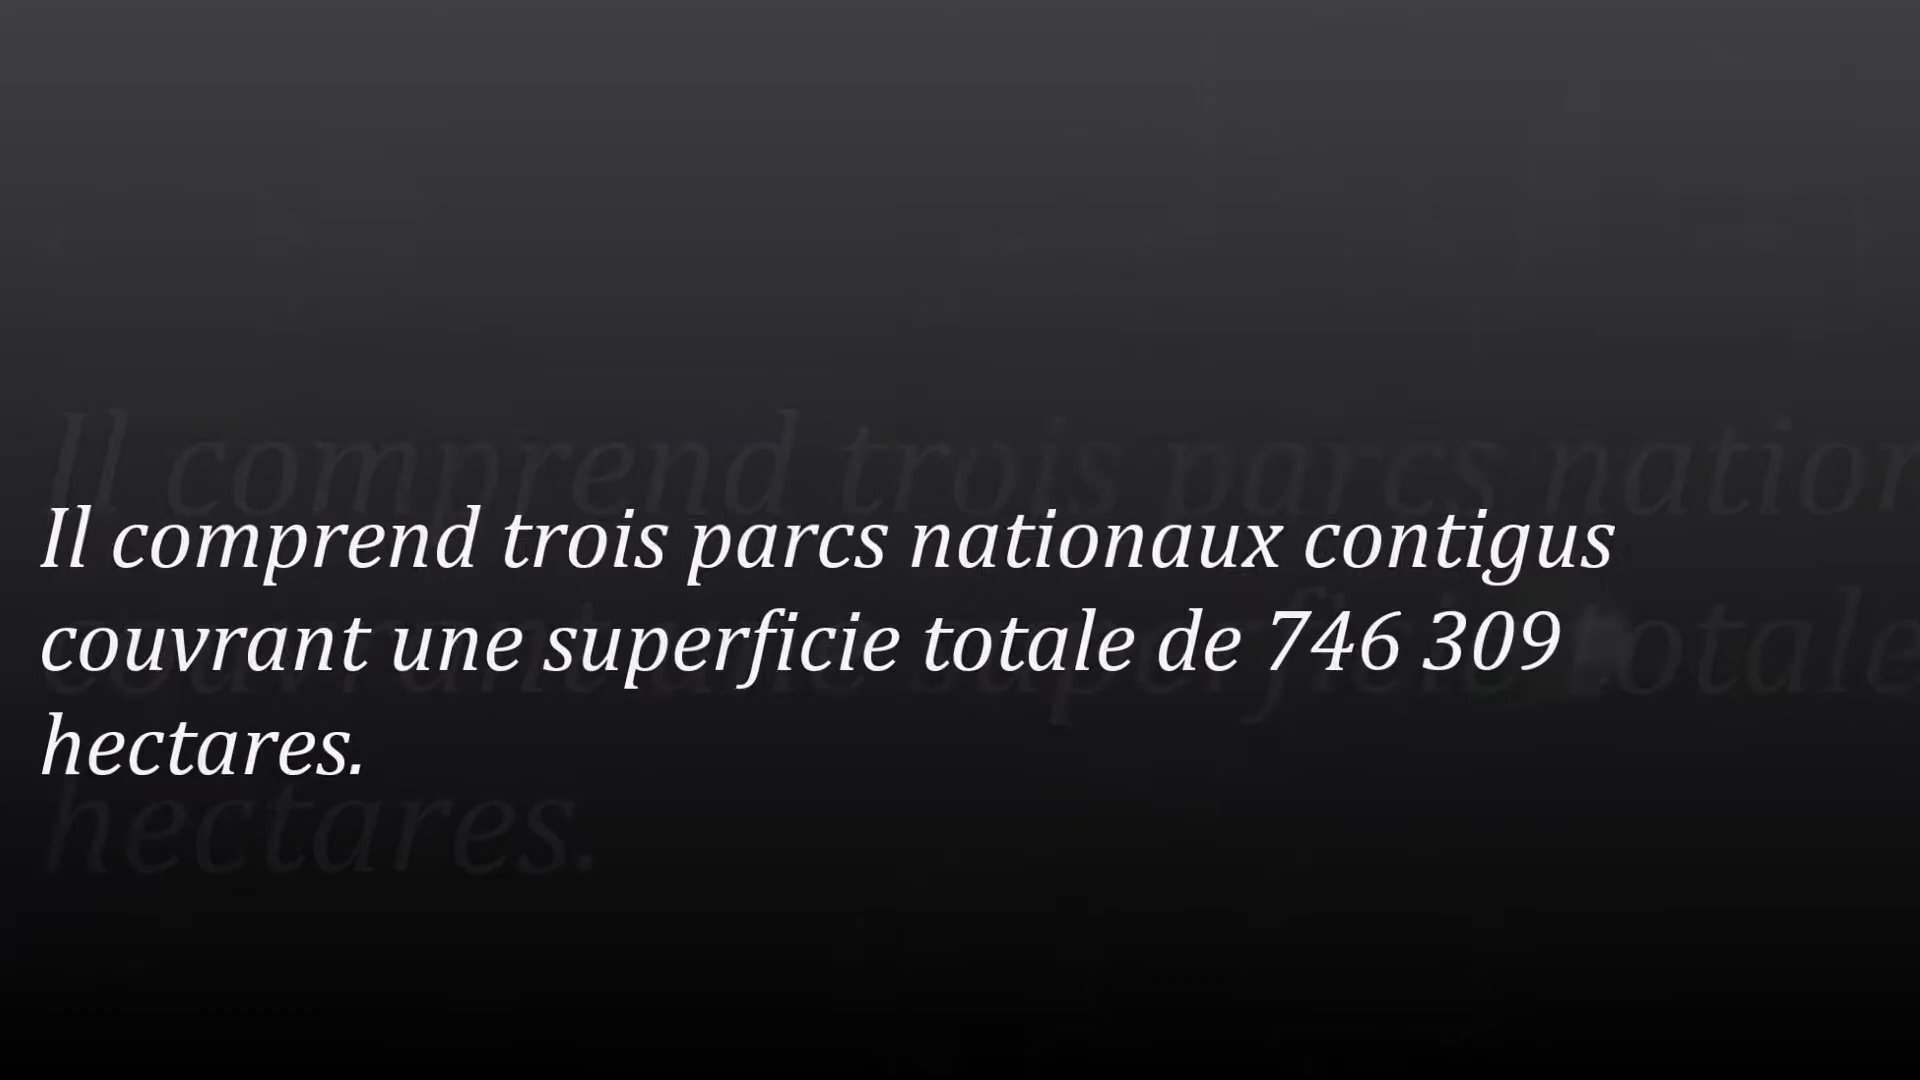 Il comprend trois parcs nationaux contigus
couvrant une superficie totale de 746 309
hectares.